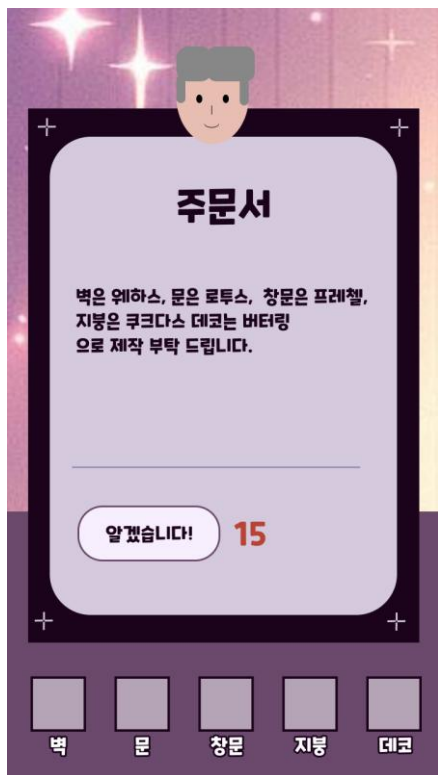 주문서
벽은 웨하스, 문은 로투스, 창문은 프레첼,
지붕은 쿠크다스 데코는 버터링
으로 제작 부탁 드립니다.
알겠습니다! 15
벽 문 창문 지붕 데코